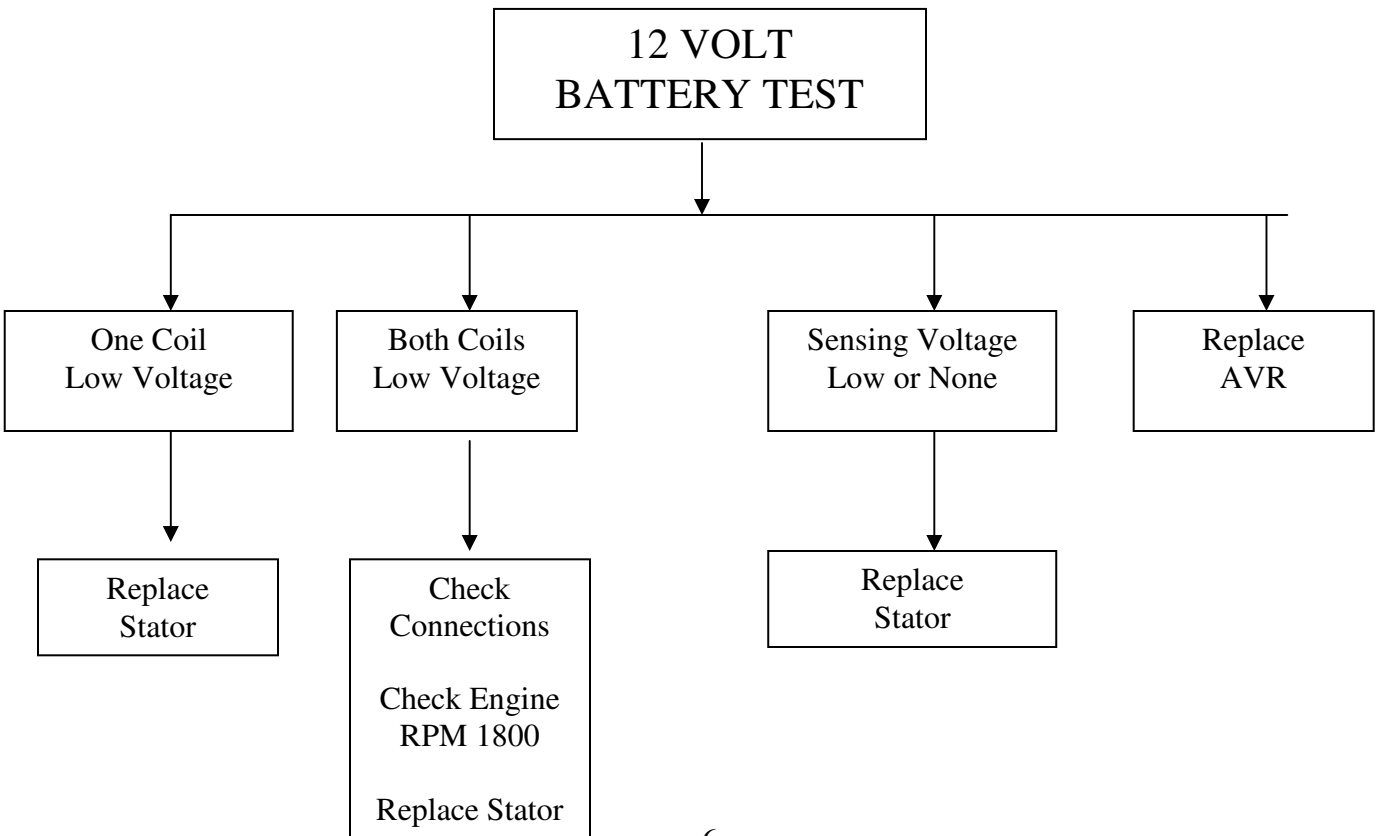 12 VOLT
BATTERY TEST
One Coil
Low Voltage
Both Coils
Low Voltage
Sensing Voltage
Low or None
Replace
AVR
Replace
Stator
Check
Connections
Check Engine
RPM 1800
Replace Stator
Replace
Stator